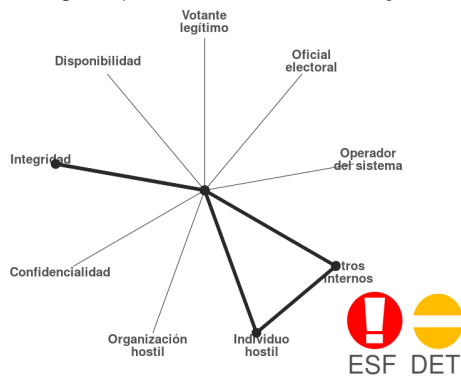 Votante
legítimo
Disponibilidad
Oficial
electoral
Integridad
Operador
del sistema
Confidencialidad
Otros
internos
Organización
hostil
Individuo
hostil
ESF DET